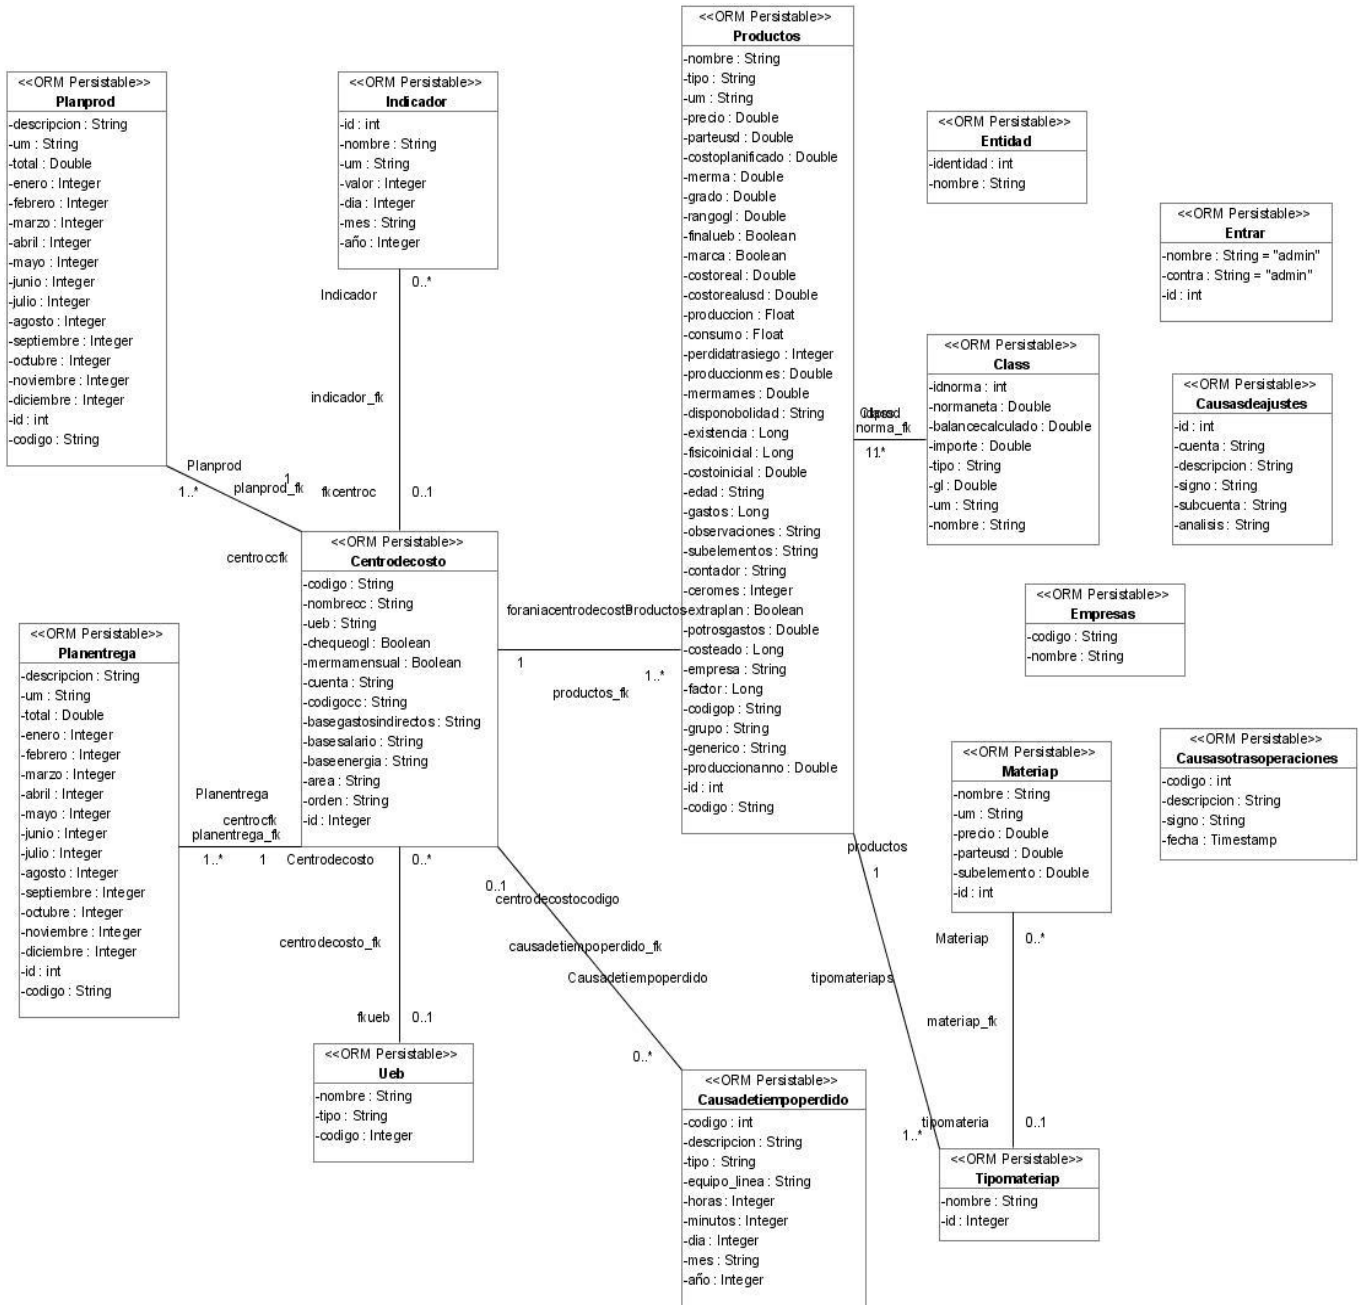 <<ORM Persistable>>
Productos
-nombre : String
-tipo : String
-um : String
-precio : Double
-parteusd : Double
-costoplanificado : Double
-merma : Double
-grado : Double
-rangogl : Double
-finalueb : Boolean
-marca : Boolean
-costoreal : Double
-costorealusd : Double
-produccion : Float
-consumo : Float
-perdidatrasiego : Integer
-produccionmes : Double
-mermames : Double
-disponobolidad : String
-existencia : Long
-fisicoinicial : Long
-costoinicial : Double
-edad : String
-gastos : Long
-observaciones : String
-subelementos : String
-contador : String
-ceromes : Integer
-extraplan : Boolean
-potrosgastos : Double
-costeado : Long
-empresa : String
-factor : Long
-codigop : String
-grupo : String
-generico : String
-produccionanno : Double
-id : int
-codigo : String
<<ORM Persistable>>
Planprod
-descripcion : String
-um : String
-total : Double
-enero : Integer
-febrero : Integer
-marzo : Integer
-abril : Integer
-mayo : Integer
-junio : Integer
-julio : Integer
-agosto : Integer
-septiembre : Integer
-octubre : Integer
-noviembre : Integer
-diciembre : Integer
-id : int
-codigo : String
<<ORM Persistable>>
Indicador
-id : int
-nombre : String
-um : String
-valor : Integer
-dia : Integer
-mes : String
-año : Integer
Indicador
0..*
indicador_fk
fkcentroc
0..1
Planprod
1..*
planprod_fk
1
centroccfk
<<ORM Persistable>>
Entidad
-identidad : int
-nombre : String
<<ORM Persistable>>
Entrar
-nombre : String = "admin"
-contra : String = "admin"
-id : int
<<ORM Persistable>>
Class
-idnorma : int
-normaneta : Double
-balancecalculado : Double
-importe : Double
-tipo : String
-gl : Double
-um : String
-nombre : String
norma_fk
<<ORM Persistable>>
Causasdeajustes
-id : int
-cuenta : String
-descripcion : String
-signo : String
-subcuenta : String
-analisis : String
<<ORM Persistable>>
Centrodecosto
-codigo : String
-nombrecc : String
-ueb : String
-chequeogl : Boolean
-mermamensual : Boolean
-cuenta : String
-codigocc : String
-basegastosindirectos : String
-basesalario : String
-baseenergia : String
-area : String
-orden : String
-id : Integer
foraniacentrodecosto
Productos
1
1..*
productos_fk
<<ORM Persistable>>
Empresas
-codigo : String
-nombre : String
<<ORM Persistable>>
Planentrega
-descripcion : String
-um : String
-total : Double
-enero : Integer
-febrero : Integer
-marzo : Integer
-abril : Integer
-mayo : Integer
-junio : Integer
-julio : Integer
-agosto : Integer
-septiembre : Integer
-octubre : Integer
-noviembre : Integer
-diciembre : Integer
-id : int
-codigo : String
Planentrega
centrocfk
planentrega_fk
1..*
1
Centrodecosto
0..*
centrodecosto_fk
fkueb
0..1
<<ORM Persistable>>
Ueb
-nombre : String
-tipo : String
-codigo : Integer
0..1
centrodecostocodigo
causadetiempoperdido_fk
Causadetiempoperdido
0..*
<<ORM Persistable>>
Causadetiempoperdido
-codigo : int
-descripcion : String
-tipo : String
-equipo_linea : String
-horas : Integer
-minutos : Integer
-dia : Integer
-mes : String
-año : Integer
<<ORM Persistable>>
Materiap
-nombre : String
-um : String
-precio : Double
-parteusd : Double
-subelemento : Double
-id : int
<<ORM Persistable>>
Causasotrasoperaciones
-codigo : int
-descripcion : String
-signo : String
-fecha : Timestamp
productos
1
tipomateriaps
tipomateria
1..*
Materiap
0..*
materiap_fk
0..1
<<ORM Persistable>>
Tipomateriap
-nombre : String
-id : Integer